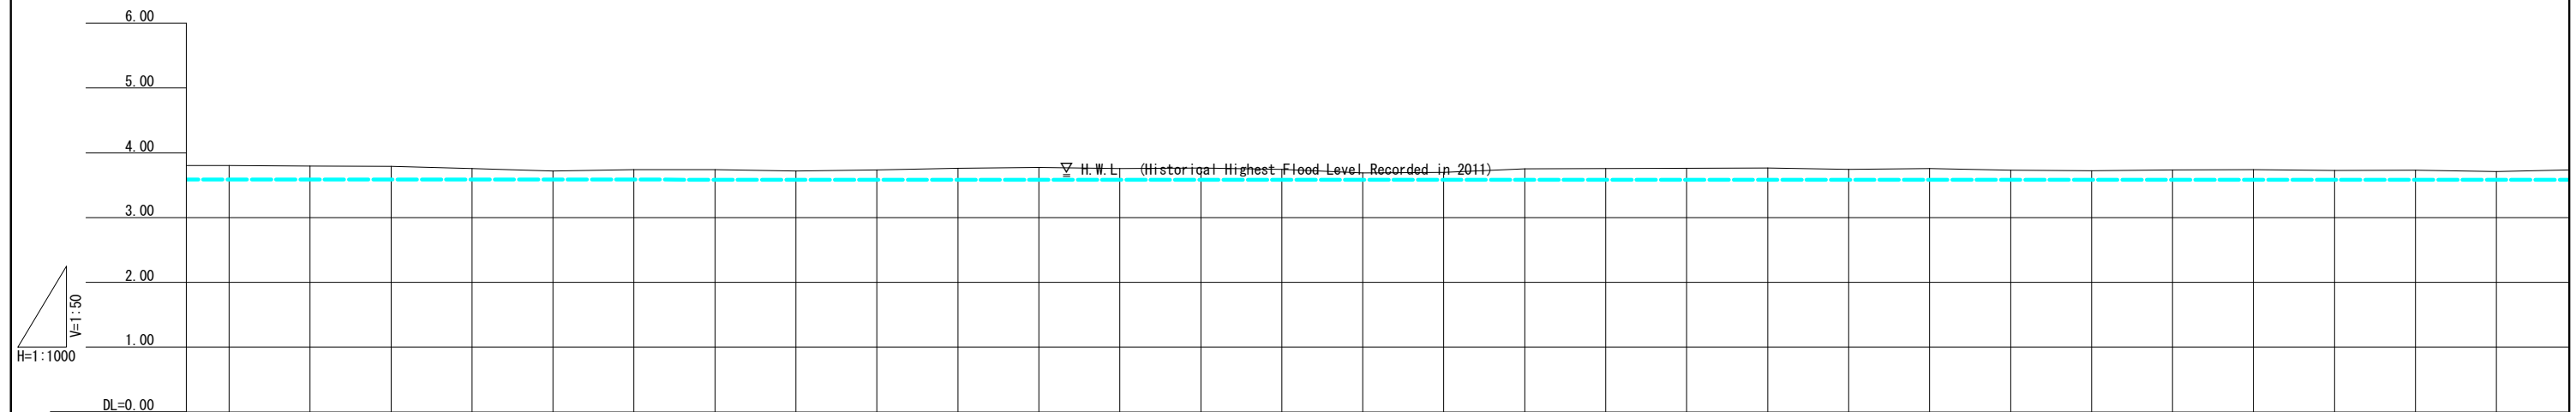 6.00
5.00
4.00
H.W.L (Historical Highest Flood Level, Recorded in 2011)
3.00
2.00
V=1:50
1.00
H=1:1000
DL=0.00